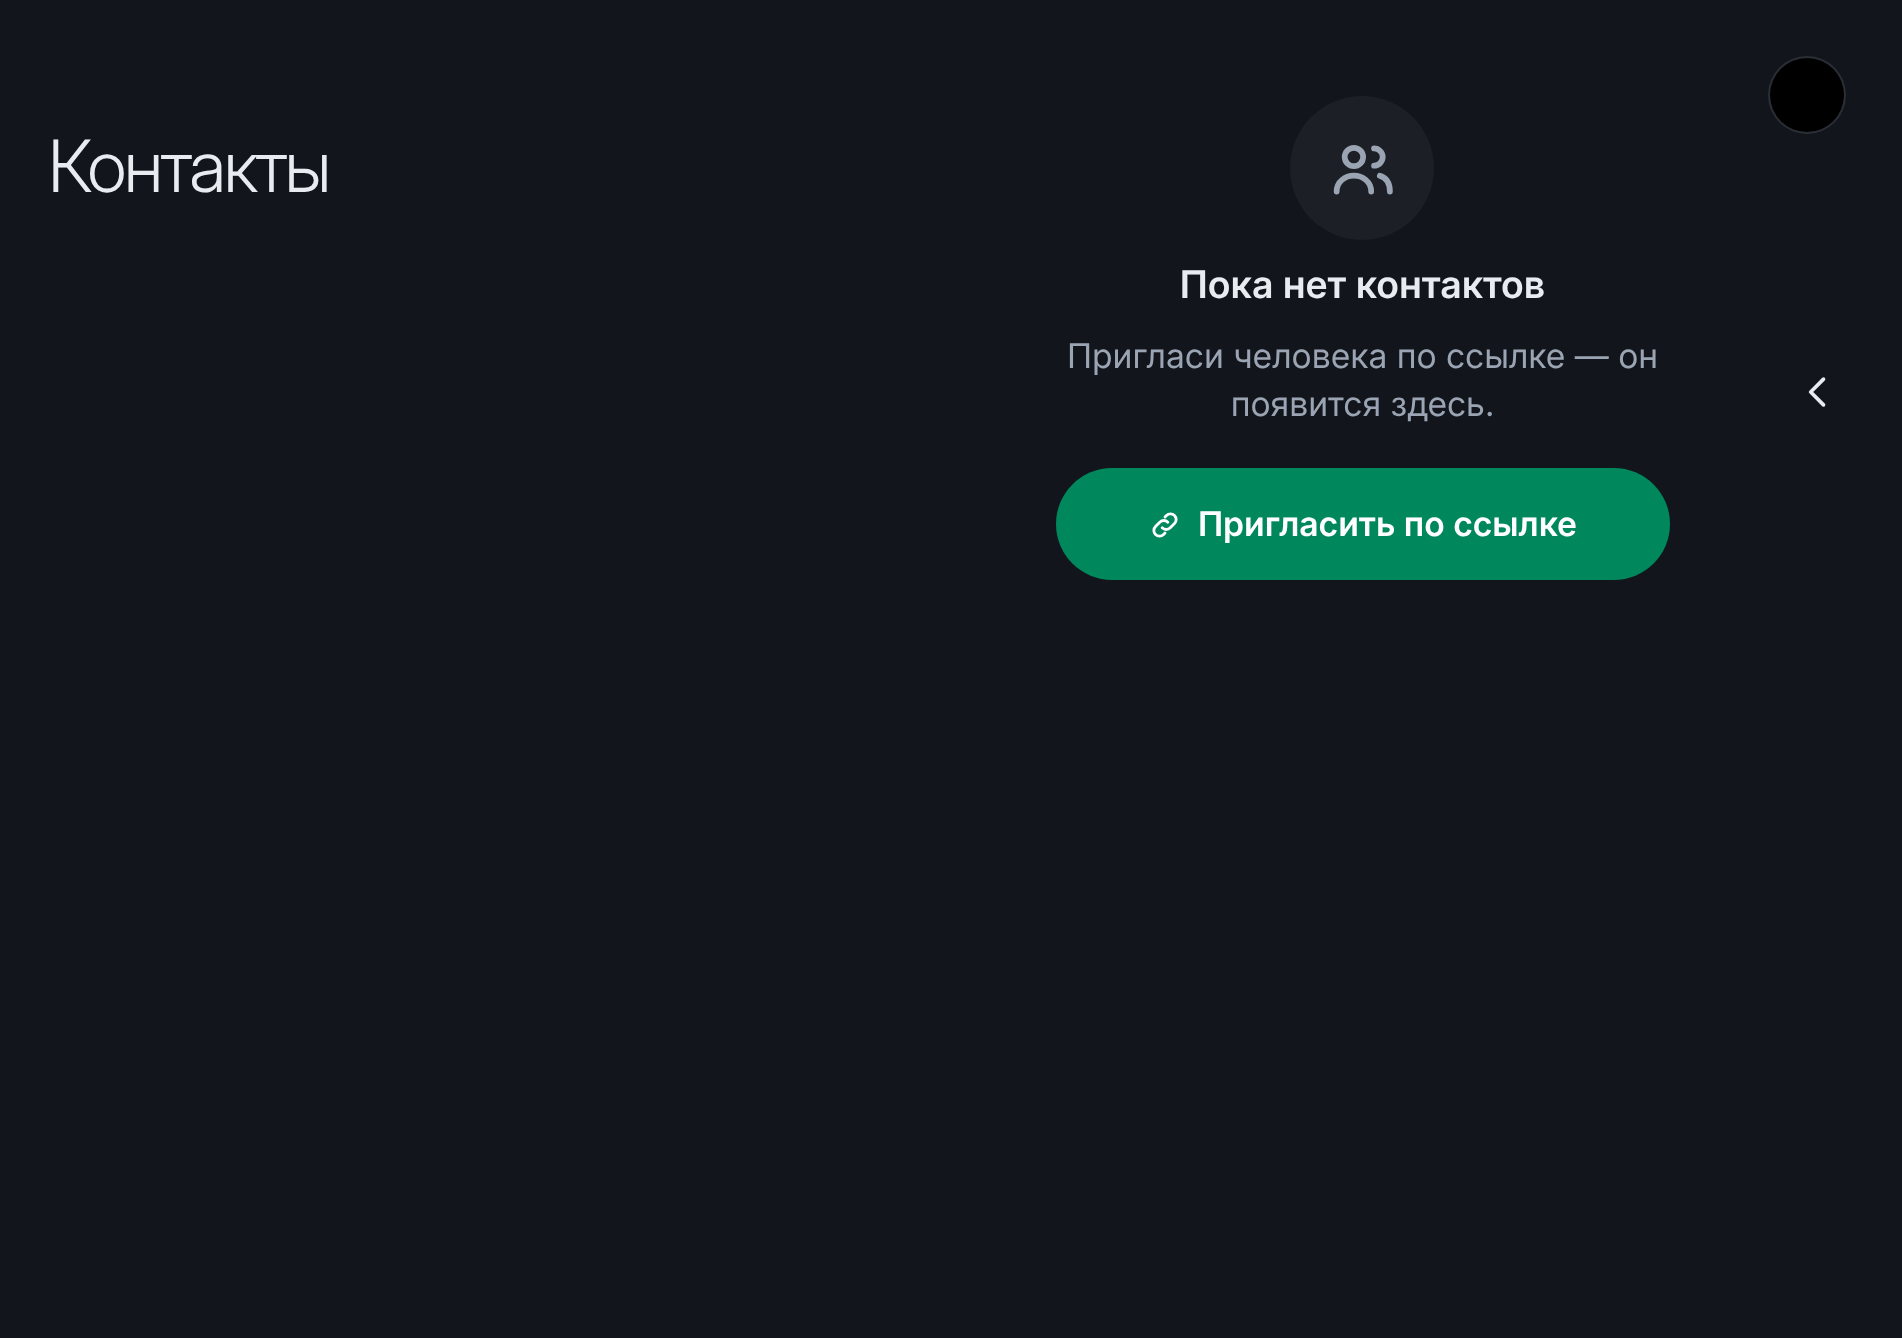 Контакты
Пока нет контактов
Пригласи человека по ссылке — он
появится здесь.
Пригласить по ссылке